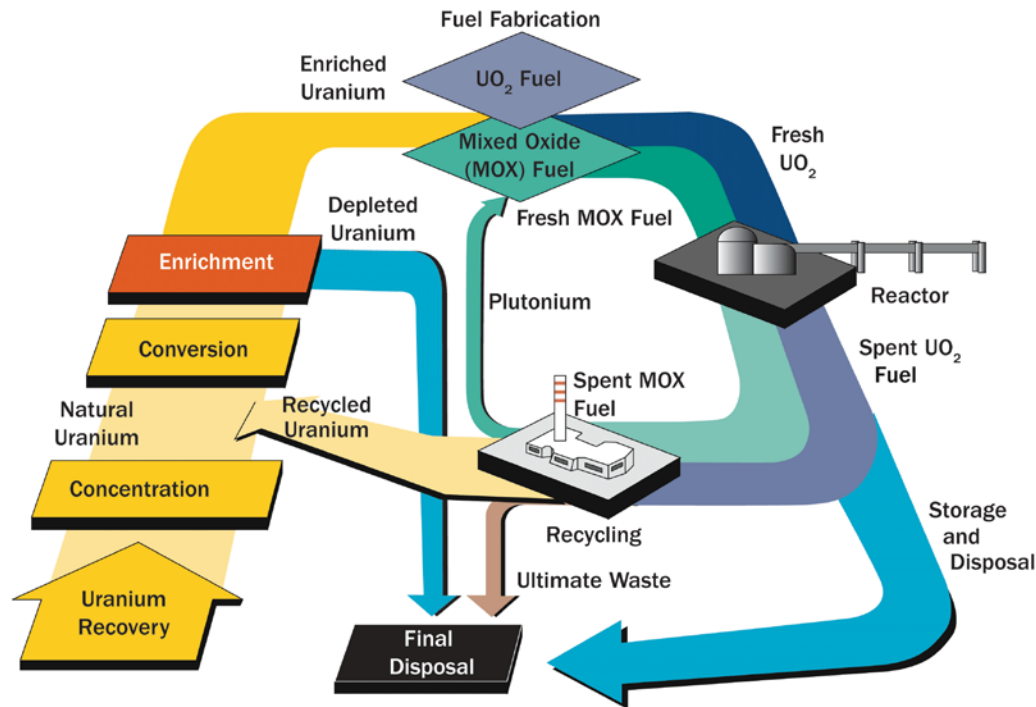 Fuel Fabrication
Enriched
Uranium
UO₂ Fuel
Mixed Oxide
(MOX) Fuel
Fresh
UO₂
Depleted
Uranium
Fresh MOX Fuel
Enrichment
Plutonium
Reactor
Conversion
Spent UO₂
Fuel
Spent MOX
Fuel
Recycled
Uranium
Natural
Uranium
Concentration
Recycling
Storage
and
Disposal
Ultimate Waste
Uranium
Recovery
Final
Disposal